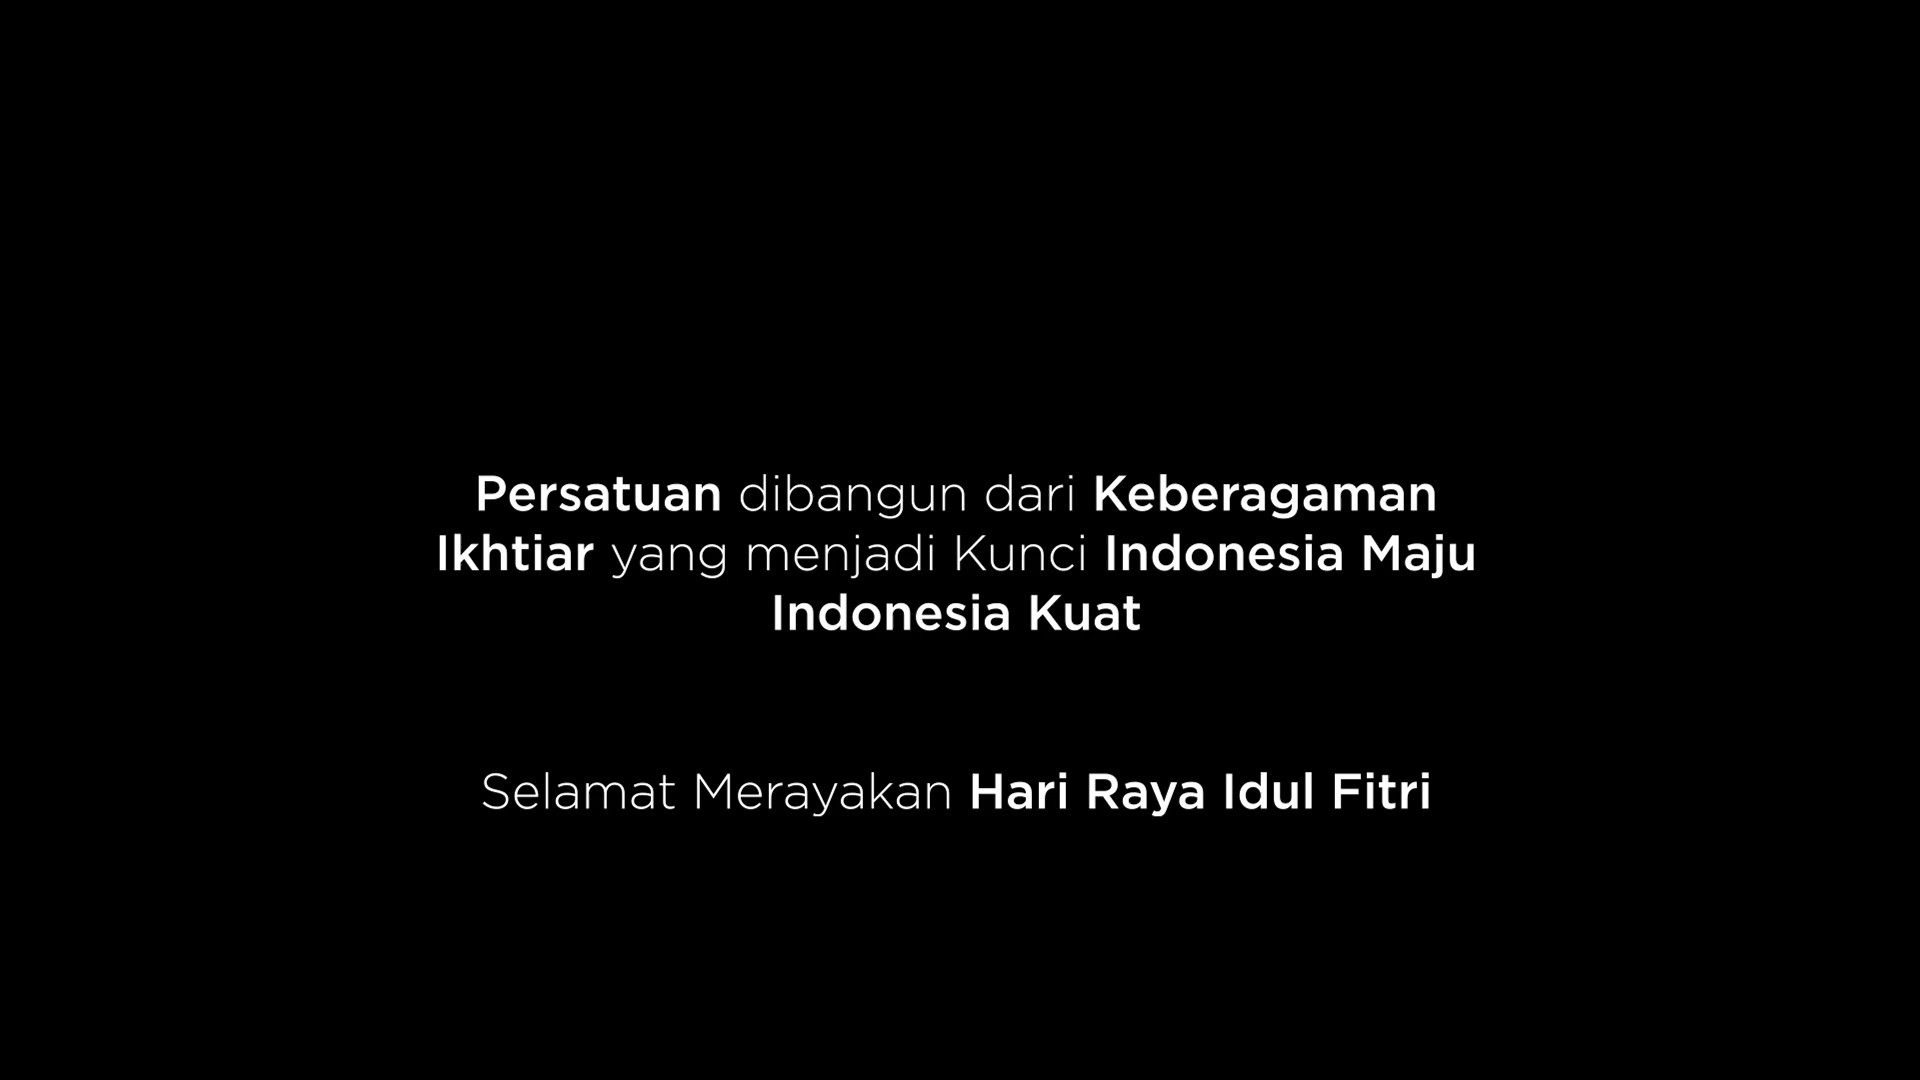 Persatuan dibangun dari Keberagaman
Ikhtiar yang menjadi Kunci Indonesia Maju
Indonesia Kuat
Selamat Merayakan Hari Raya Idul Fitri